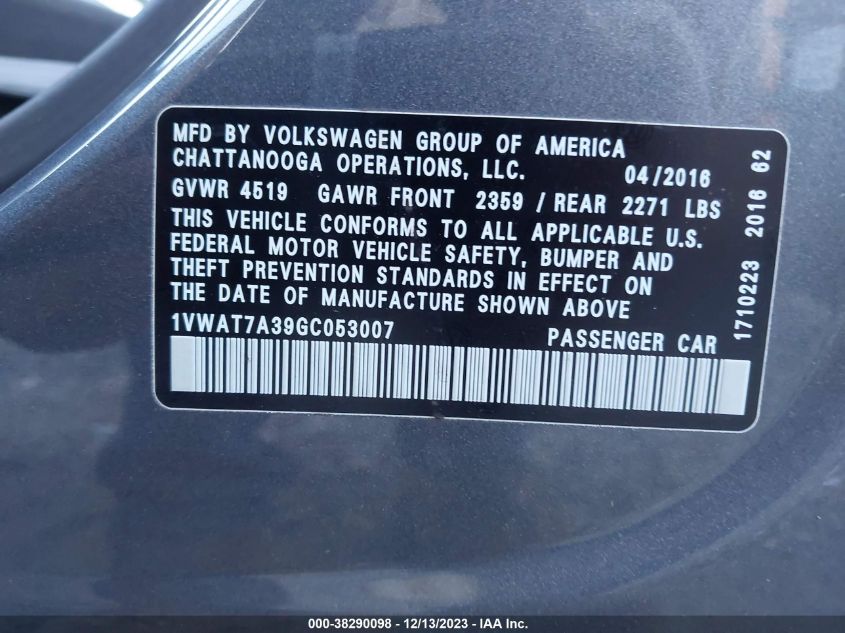 MFD BY VOLKSWAGEN GROUP OF AMERICA
CHATTANOOGA OPERATIONS, LLC. 04/2016
GVWR 4519 GAWR FRONT 2359 / REAR 2271 LBS
THIS VEHICLE CONFORMS TO ALL APPLICABLE U.S.
FEDERAL MOTOR VEHICLE SAFETY, BUMPER AND
THEFT PREVENTION STANDARDS IN EFFECT ON
THE DATE OF MANUFACTURE SHOWN ABOVE
1VWAT7A39GC053007 PASSENGER CAR
1710223 2016 62
000-38290098 - 12/13/2023 - IAAI.com